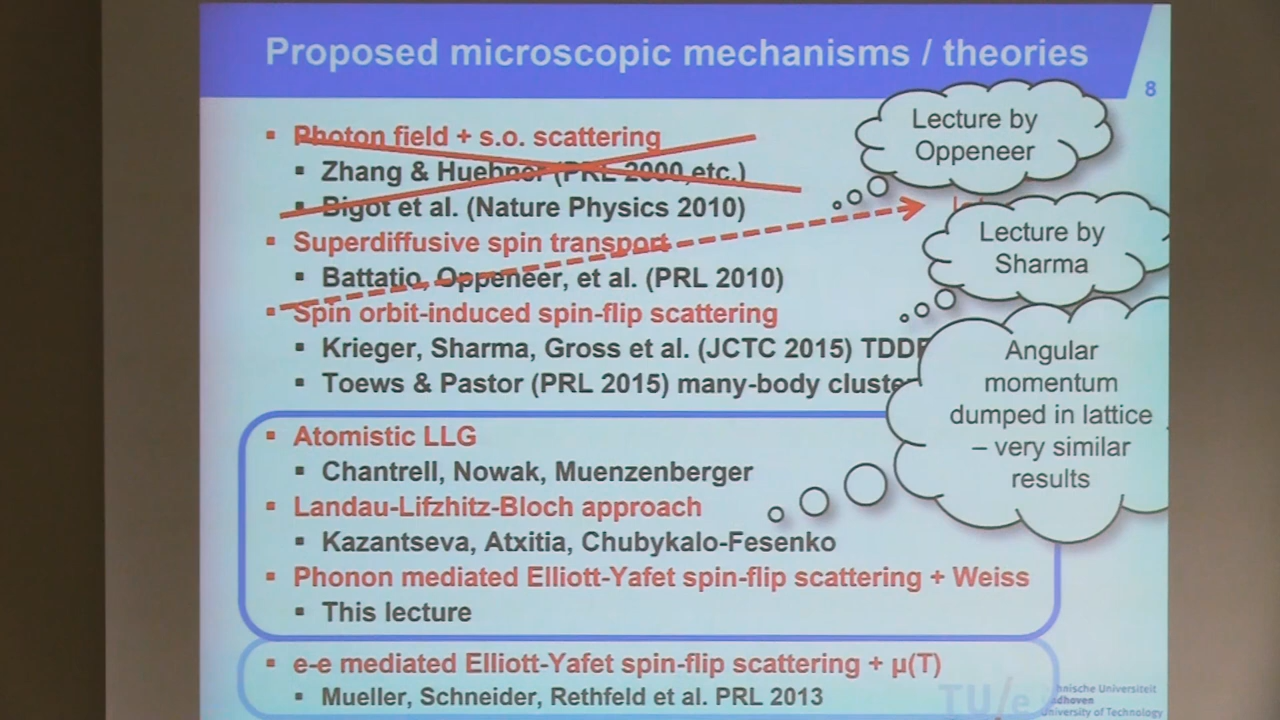 Proposed microscopic mechanisms / theories
8
Photon field + s.o. scattering
Zhang & Huebner (PRL 2000,etc.)
Bigot et al. (Nature Physics 2010)
Superdiffusive spin transport
Battatio, Oppeneer, et al. (PRL 2010)
Spin orbit-induced spin-flip scattering
Krieger, Sharma, Gross et al. (JCTC 2015)
Toews & Pastor (PRL 2015) many-body cluste
Atomistic LLG
Chantrell, Nowak, Muenzenberger
Landau-Lifzhitz-Bloch approach
Kazantseva, Atxitia, Chubykalo-Fesenko
Phonon mediated Elliott-Yafet spin-flip scattering + Weiss
This lecture
e-e mediated Elliott-Yafet spin-flip scattering + µ(T)
Mueller, Schneider, Rethfeld et al. PRL 2013
Lecture by
Oppeneer
Lecture by
Sharma
Angular
momentum
dumped in lattice
– very similar
results
TU/e
University of Technology